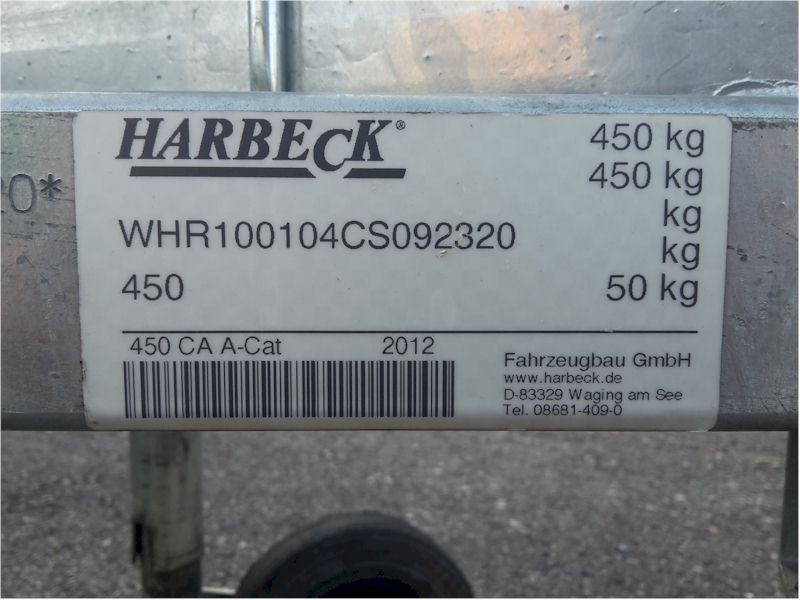 HARBECK®
450 kg
450 kg
WHR100104CS092320
kg
kg
450
50 kg
450 CA A-Cat 2012
Fahrzeugbau GmbH
www.harbeck.de
D-83329 Waging am See
Tel. 08681-409-0
20*